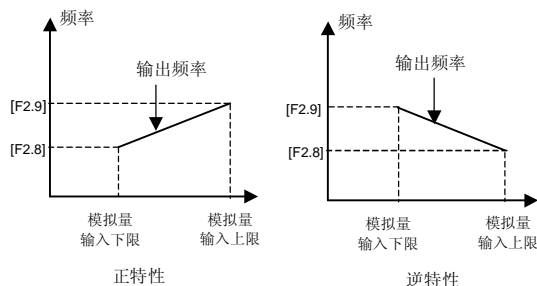 频率
输出频率
[F2.9]
[F2.8]
模拟量
输入下限
模拟量
输入上限
正特性
频率
输出频率
[F2.9]
[F2.8]
模拟量
输入下限
模拟量
输入上限
逆特性